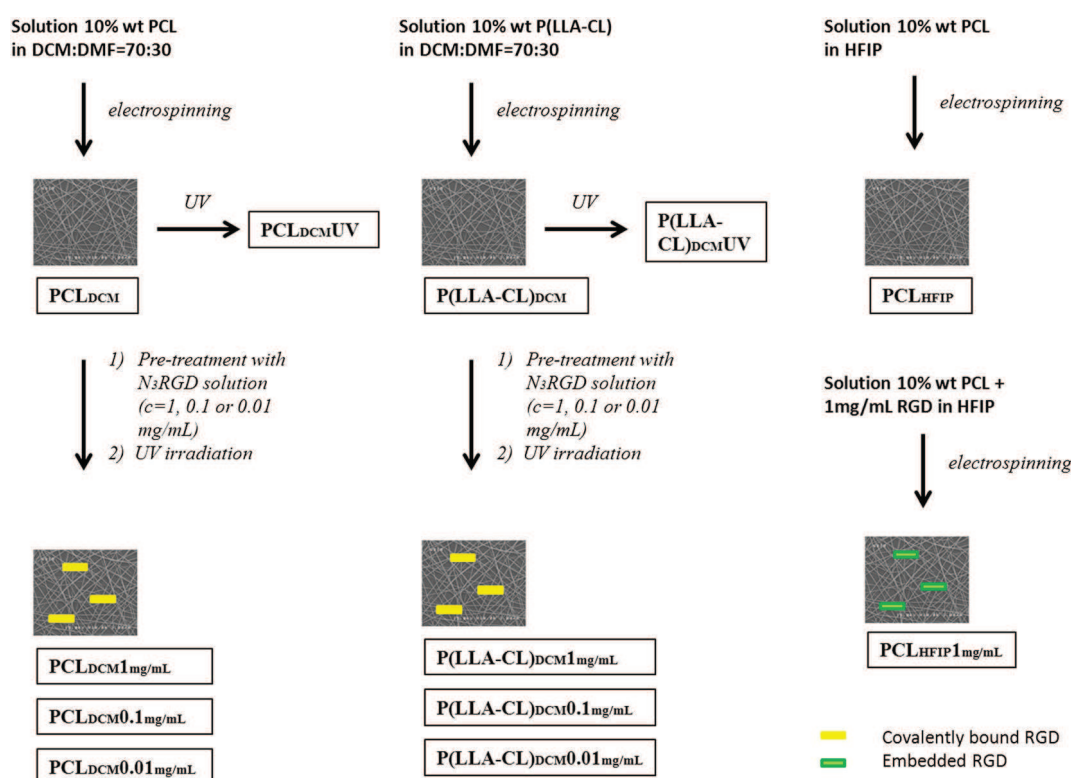 Solution 10% wt PCL
in DCM:DMF=70:30
electrospinning
UV
PCLDCMUV
PCLDCM
1) Pre-treatment with
N3RGD solution
(c=1, 0.1 or 0.01
mg/mL)
2) UV irradiation
PCLDCM1mg/mL
PCLDCM0.1mg/mL
PCLDCM0.01mg/mL
Solution 10% wt P(LLA-CL)
in DCM:DMF=70:30
electrospinning
UV
P(LLA-
CL)DCMUV
P(LLA-CL)DCM
1) Pre-treatment with
N3RGD solution
(c=1, 0.1 or 0.01
mg/mL)
2) UV irradiation
P(LLA-CL)DCM1mg/mL
P(LLA-CL)DCM0.1mg/mL
P(LLA-CL)DCM0.01mg/mL
Solution 10% wt PCL
in HFIP
electrospinning
PCLHFIP
Solution 10% wt PCL +
1mg/mL RGD in HFIP
electrospinning
PCLHFIP1mg/mL
Covalently bound RGD
Embedded RGD